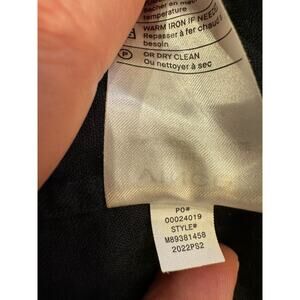 temperature
WARM IRON IF NEEDED
Repasser à fer chaud si
besoin
OR DRY CLEAN
Ou nettoyer à sec
PO#
00024019
STYLE#
M89381458
2022PS2